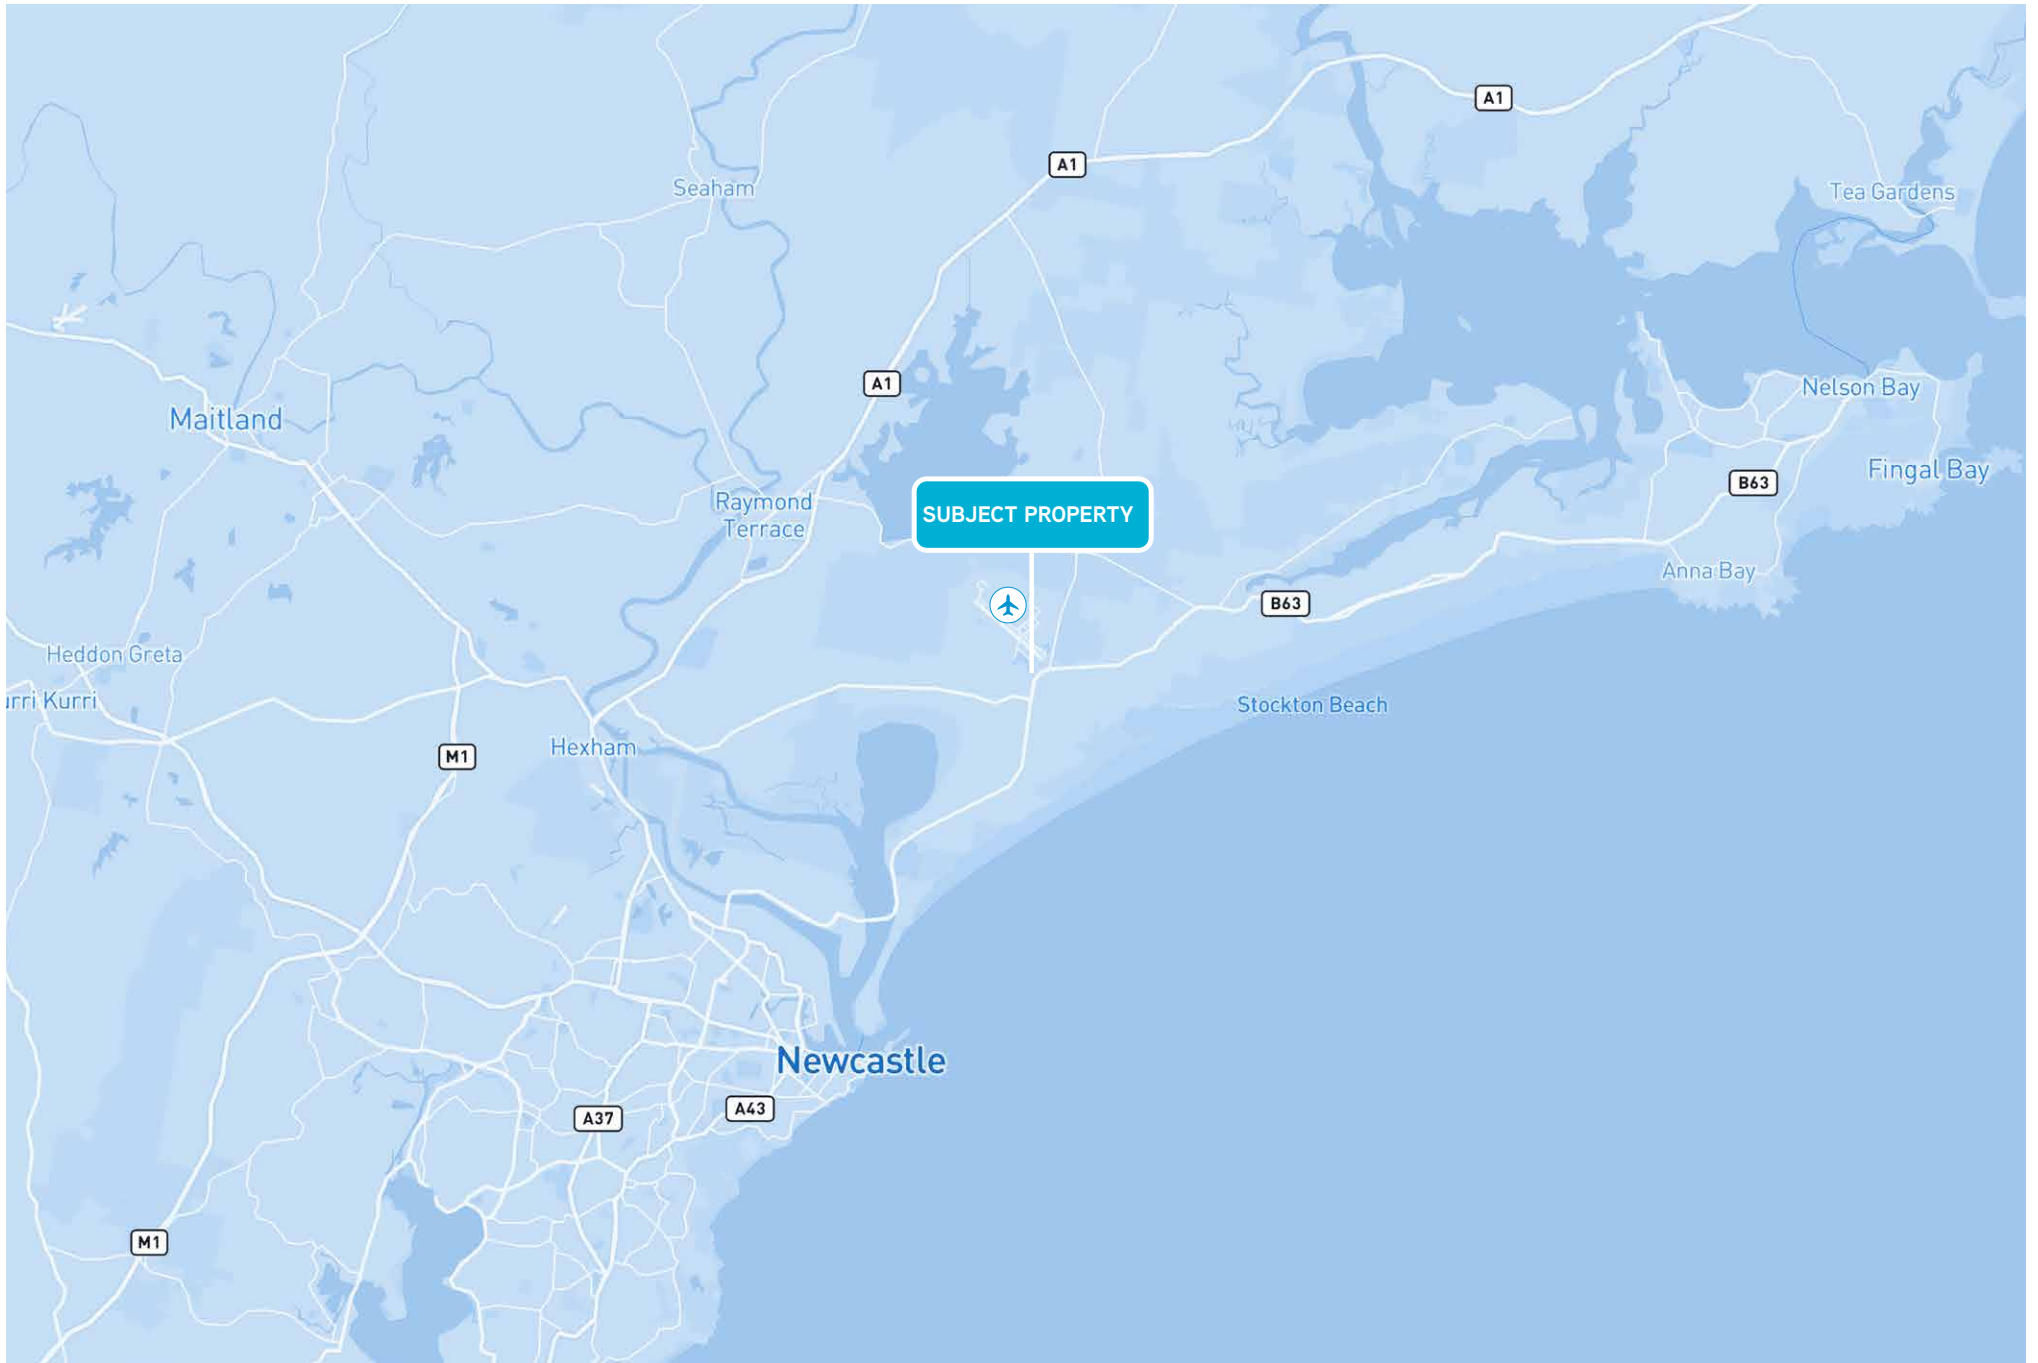 A1
A1
Seaham
Tea Gardens
A1
Nelson Bay
Maitland
Fingal Bay
B63
Raymond
Terrace
SUBJECT PROPERTY
Anna Bay
B63
Heddon Greta
urri Kurri
Stockton Beach
Hexham
M1
Newcastle
A43
A37
M1